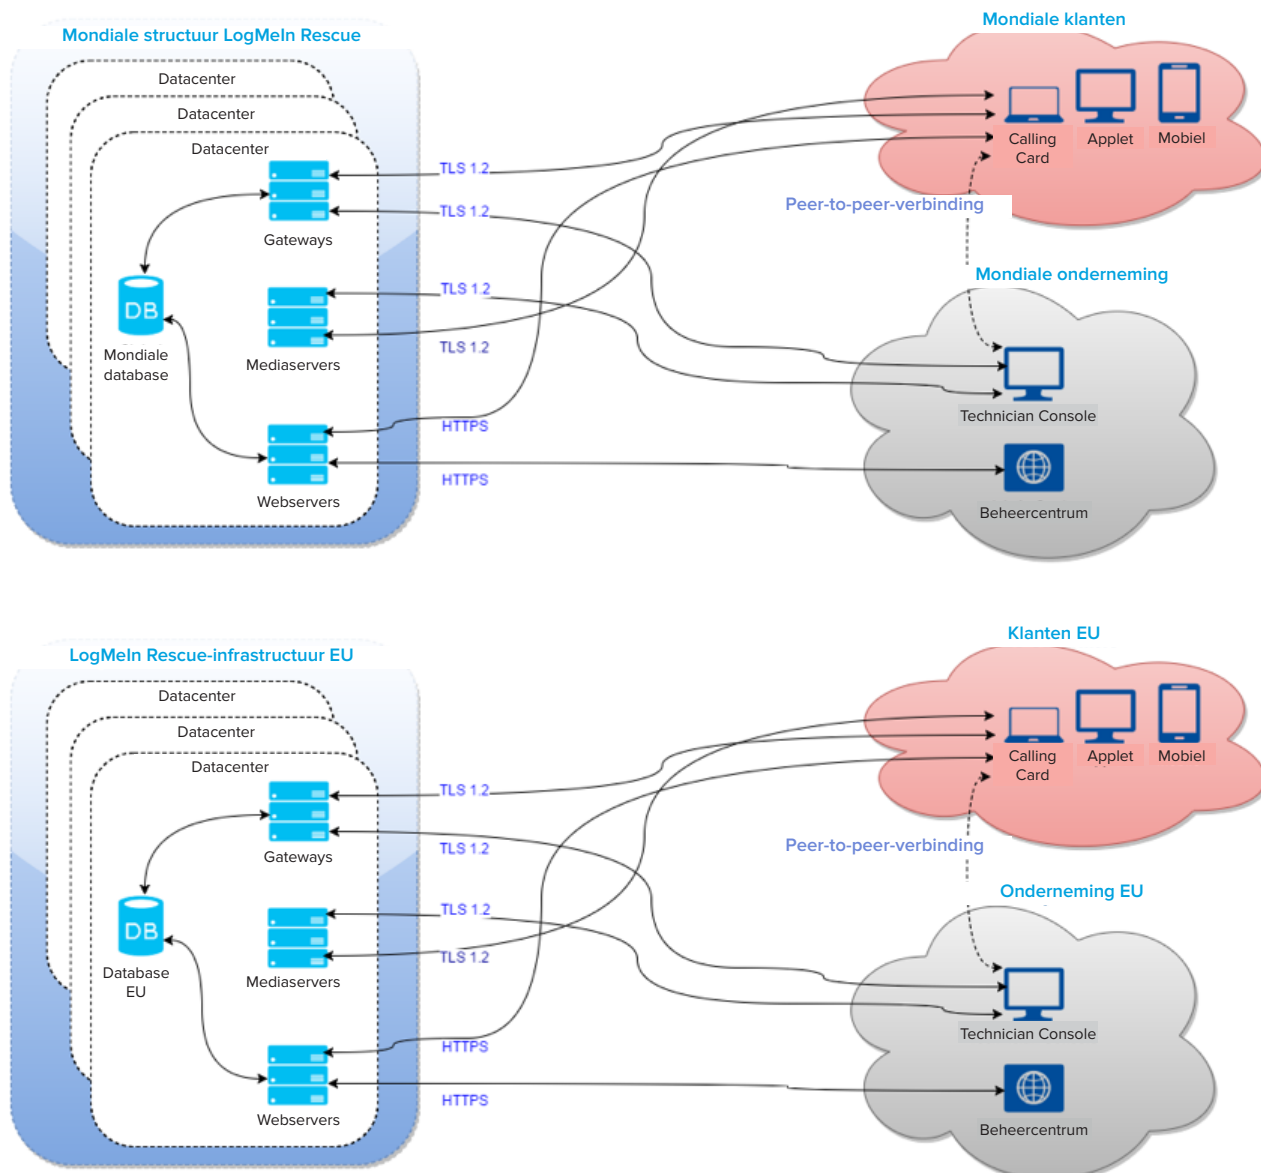 Mondiale structuur LogMeIn Rescue
Mondiale klanten
Datacenter
Datacenter
Datacenter
Calling
Card
Applet
Mobiel
TLS 1.2
TLS 1.2
Peer-to-peer-verbinding
Gateways
Mondiale onderneming
TLS 1.2
DB
Mondiale
database
TLS 1.2
Mediaservers
Technician Console
HTTPS
HTTPS
Webservers
Beheercentrum
Klanten EU
LogMeIn Rescue-infrastructuur EU
Datacenter
Datacenter
Datacenter
Calling
Card
Applet
Mobiel
TLS 1.2
TLS 1.2
Peer-to-peer-verbinding
Gateways
Onderneming EU
TLS 1.2
DB
Database
EU
TLS 1.2
Mediaservers
Technician Console
HTTPS
HTTPS
Webservers
Beheercentrum